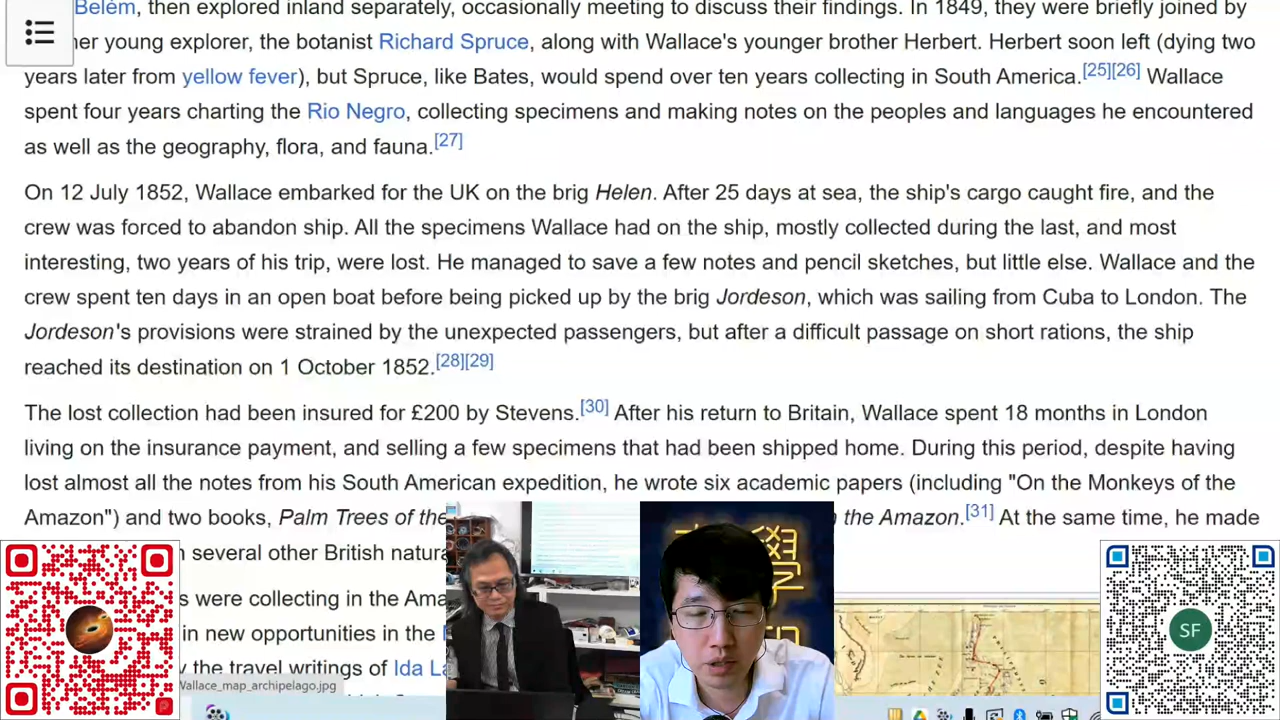 Belém, then explored inland separately, occasionally meeting to discuss their findings. In 1849, they were briefly joined by
er young explorer, the botanist Richard Spruce, along with Wallace's younger brother Herbert. Herbert soon left (dying two
years later from yellow fever), but Spruce, like Bates, would spend over ten years collecting in South America.[25][26] Wallace
spent four years charting the Rio Negro, collecting specimens and making notes on the peoples and languages he encountered
as well as the geography, flora, and fauna.[27]
On 12 July 1852, Wallace embarked for the UK on the brig Helen. After 25 days at sea, the ship's cargo caught fire, and the
crew was forced to abandon ship. All the specimens Wallace had on the ship, mostly collected during the last, and most
interesting, two years of his trip, were lost. He managed to save a few notes and pencil sketches, but little else. Wallace and the
crew spent ten days in an open boat before being picked up by the brig Jordeson, which was sailing from Cuba to London. The
Jordeson's provisions were strained by the unexpected passengers, but after a difficult passage on short rations, the ship
reached its destination on 1 October 1852.[28][29]
The lost collection had been insured for £200 by Stevens.[30] After his return to Britain, Wallace spent 18 months in London
living on the insurance payment, and selling a few specimens that had been shipped home. During this period, despite having
lost almost all the notes from his South American expedition, he wrote six academic papers (including "On the Monkeys of the
Amazon") and two books, Palm Trees of the the Amazon.[31] At the same time, he made
several other British natura
s were collecting in the Ama
in new opportunities in the
the travel writings of Ida La
Wallace_map_archipelago.jpg
SF